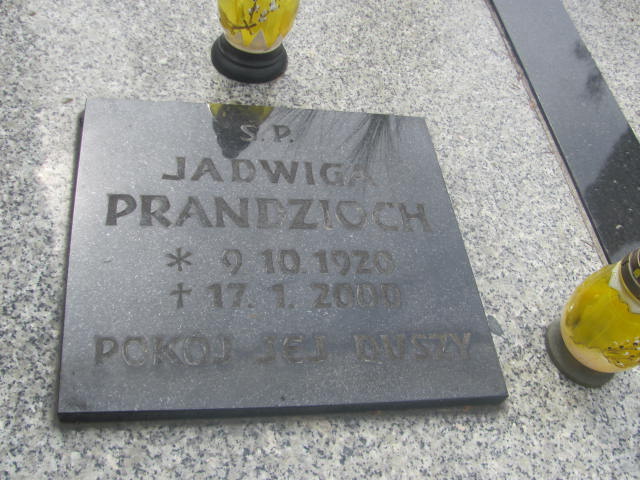 Ś.P.
JADWIGA
PRANDZIOCH
* 9.10.1920
† 17. 1. 2000
POKÓJ JEJ DUSZY